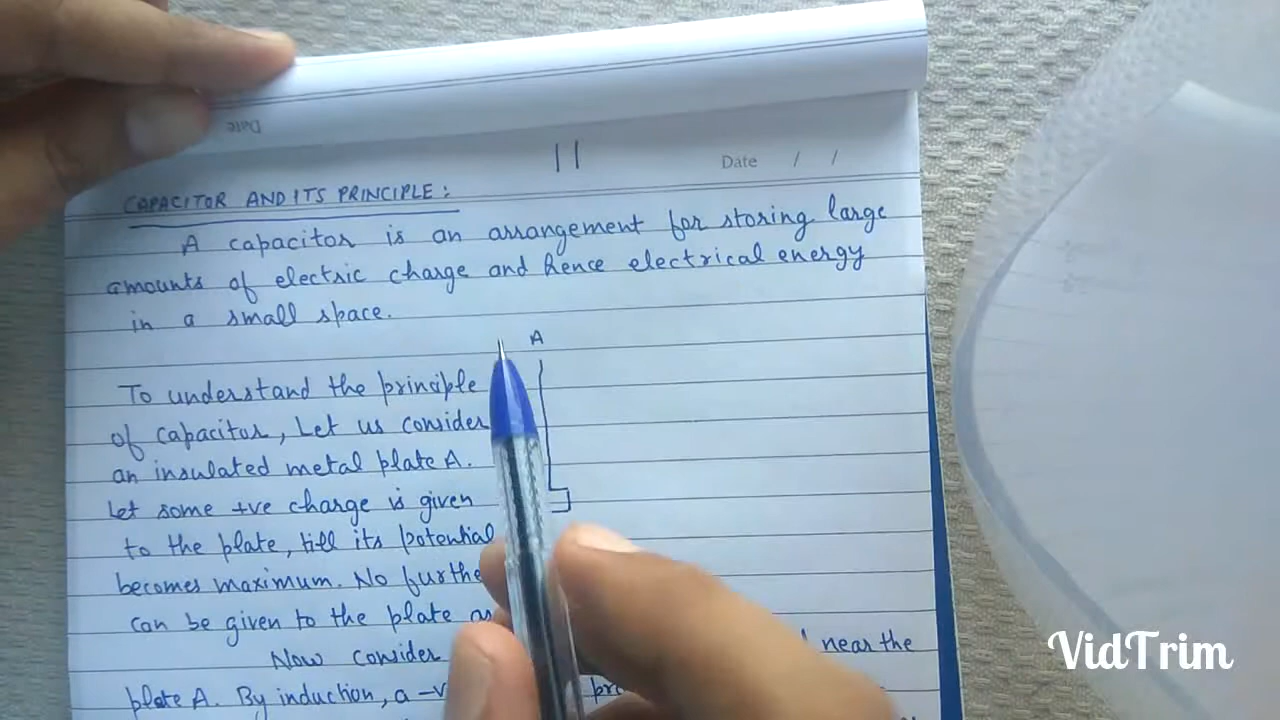 Date
11
Date / /
CAPACITOR AND ITS PRINCIPLE:
A capacitor is an arrangement for storing large
amounts of electric charge and hence electrical energy
in a small space.
A
To understand the principle
of capacitor, Let us consider
an insulated metal plate A.
Let some +ve charge is given
to the plate, till its potential
becomes maximum. No furthe
can be given to the plate as
Now consider near the
plate A. By induction, a -v
VidTrim